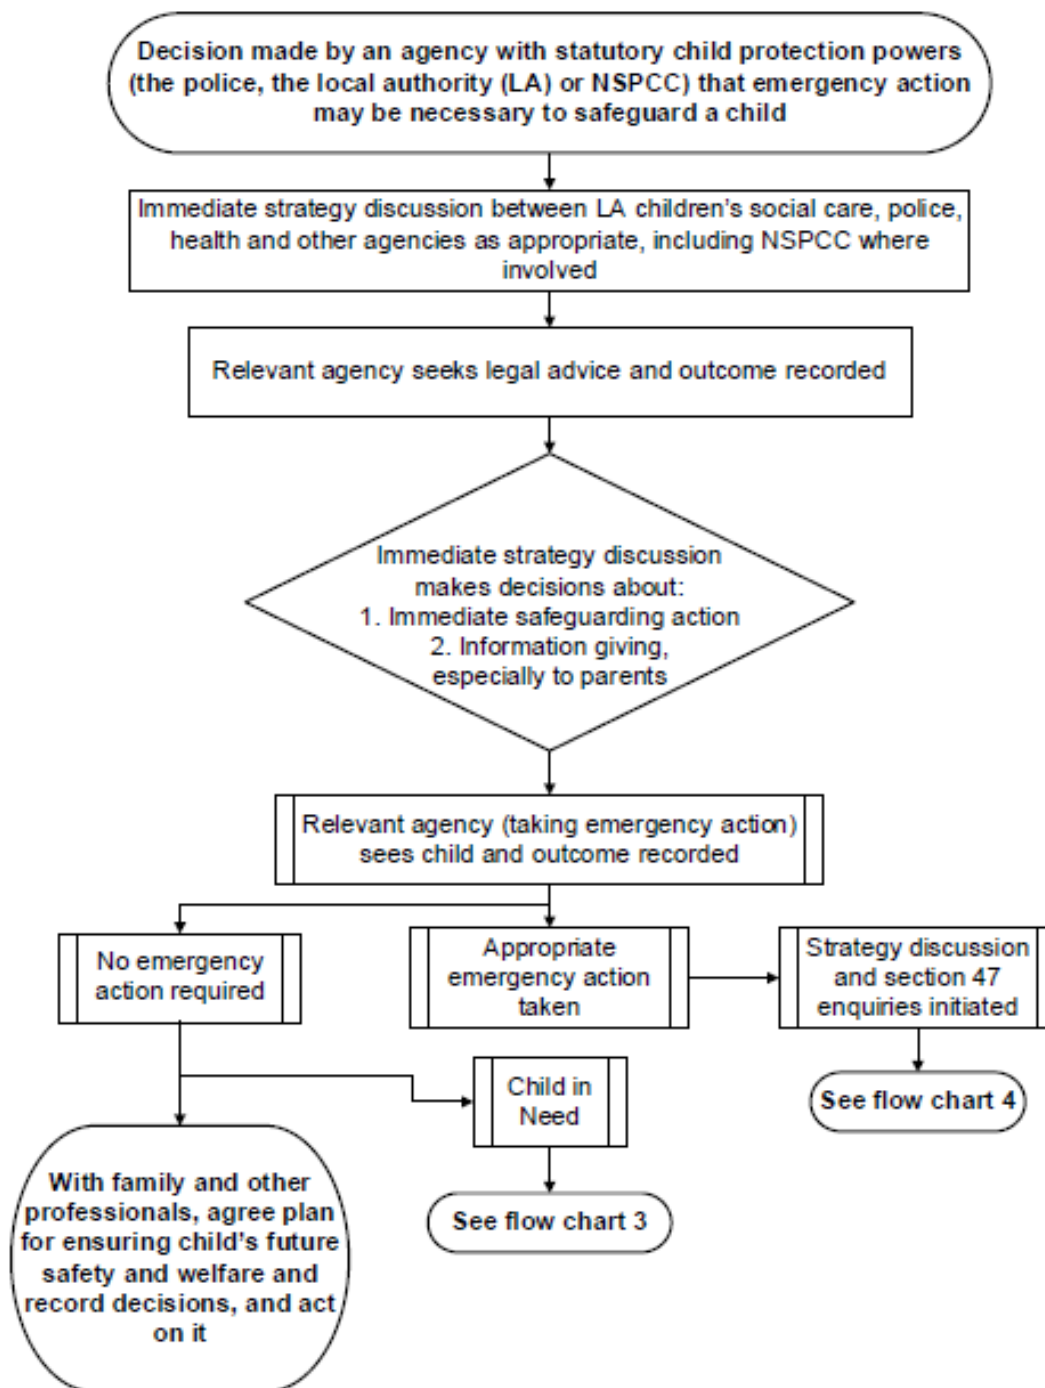 Decision made by an agency with statutory child protection powers
(the police, the local authority (LA) or NSPCC) that emergency action
may be necessary to safeguard a child
Immediate strategy discussion between LA children's social care, police,
health and other agencies as appropriate, including NSPCC where
involved
Relevant agency seeks legal advice and outcome recorded
Immediate strategy discussion
makes decisions about:
1. Immediate safeguarding action
2. Information giving,
especially to parents
Relevant agency (taking emergency action)
sees child and outcome recorded
No emergency
action required
Appropriate
emergency action
taken
Strategy discussion
and section 47
enquiries initiated
Child in
Need
See flow chart 4
With family and other
professionals, agree plan
for ensuring child's future
safety and welfare and
record decisions, and act
on it
See flow chart 3